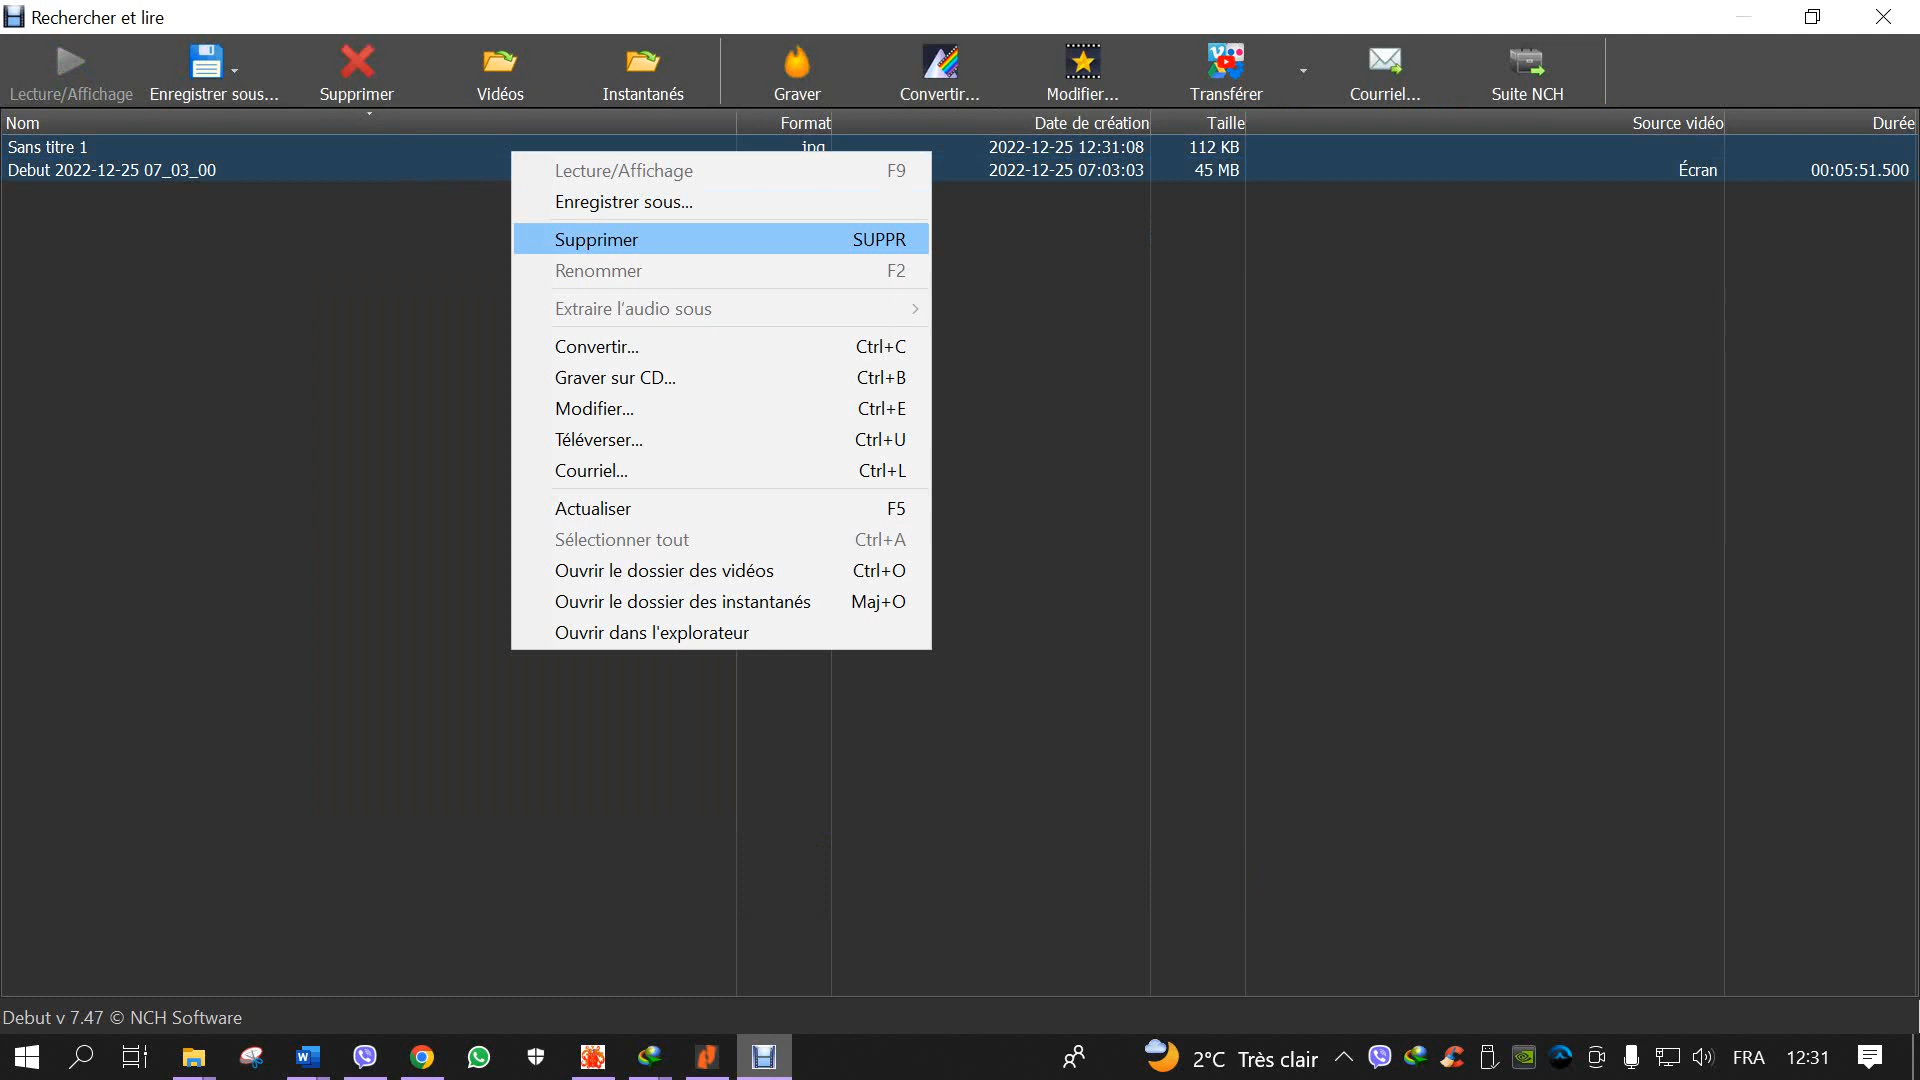 Rechercher et lire
Lecture/Affichage Enregistrer sous... Supprimer Vidéos Instantanés Graver Convertir... Modifier... Transférer Courriel... Suite NCH
Nom Format Date de création Taille Source vidéo Durée
Sans titre 1 jpg 2022-12-25 12:31:08 112 KB
Debut 2022-12-25 07_03_00 2022-12-25 07:03:03 45 MB Écran 00:05:51.500
Lecture/Affichage F9
Enregistrer sous...
Supprimer SUPPR
Renommer F2
Extraire l'audio sous
Convertir... Ctrl+C
Graver sur CD... Ctrl+B
Modifier... Ctrl+E
Téléverser... Ctrl+U
Courriel... Ctrl+L
Actualiser F5
Sélectionner tout Ctrl+A
Ouvrir le dossier des vidéos Ctrl+O
Ouvrir le dossier des instantanés Maj+O
Ouvrir dans l'explorateur
Debut v 7.47 © NCH Software
2°C Très clair FRA 12:31